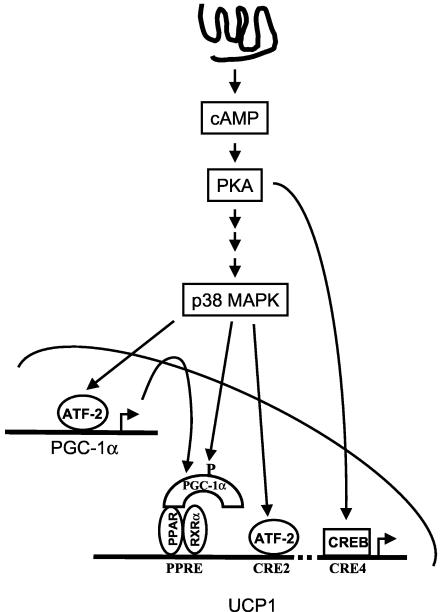 cAMP
PKA
p38 MAPK
ATF-2
PGC-1α
P
PGC-1α
PPAR
RXRα
ATF-2
CREB
PPRE
CRE2
CRE4
UCP1